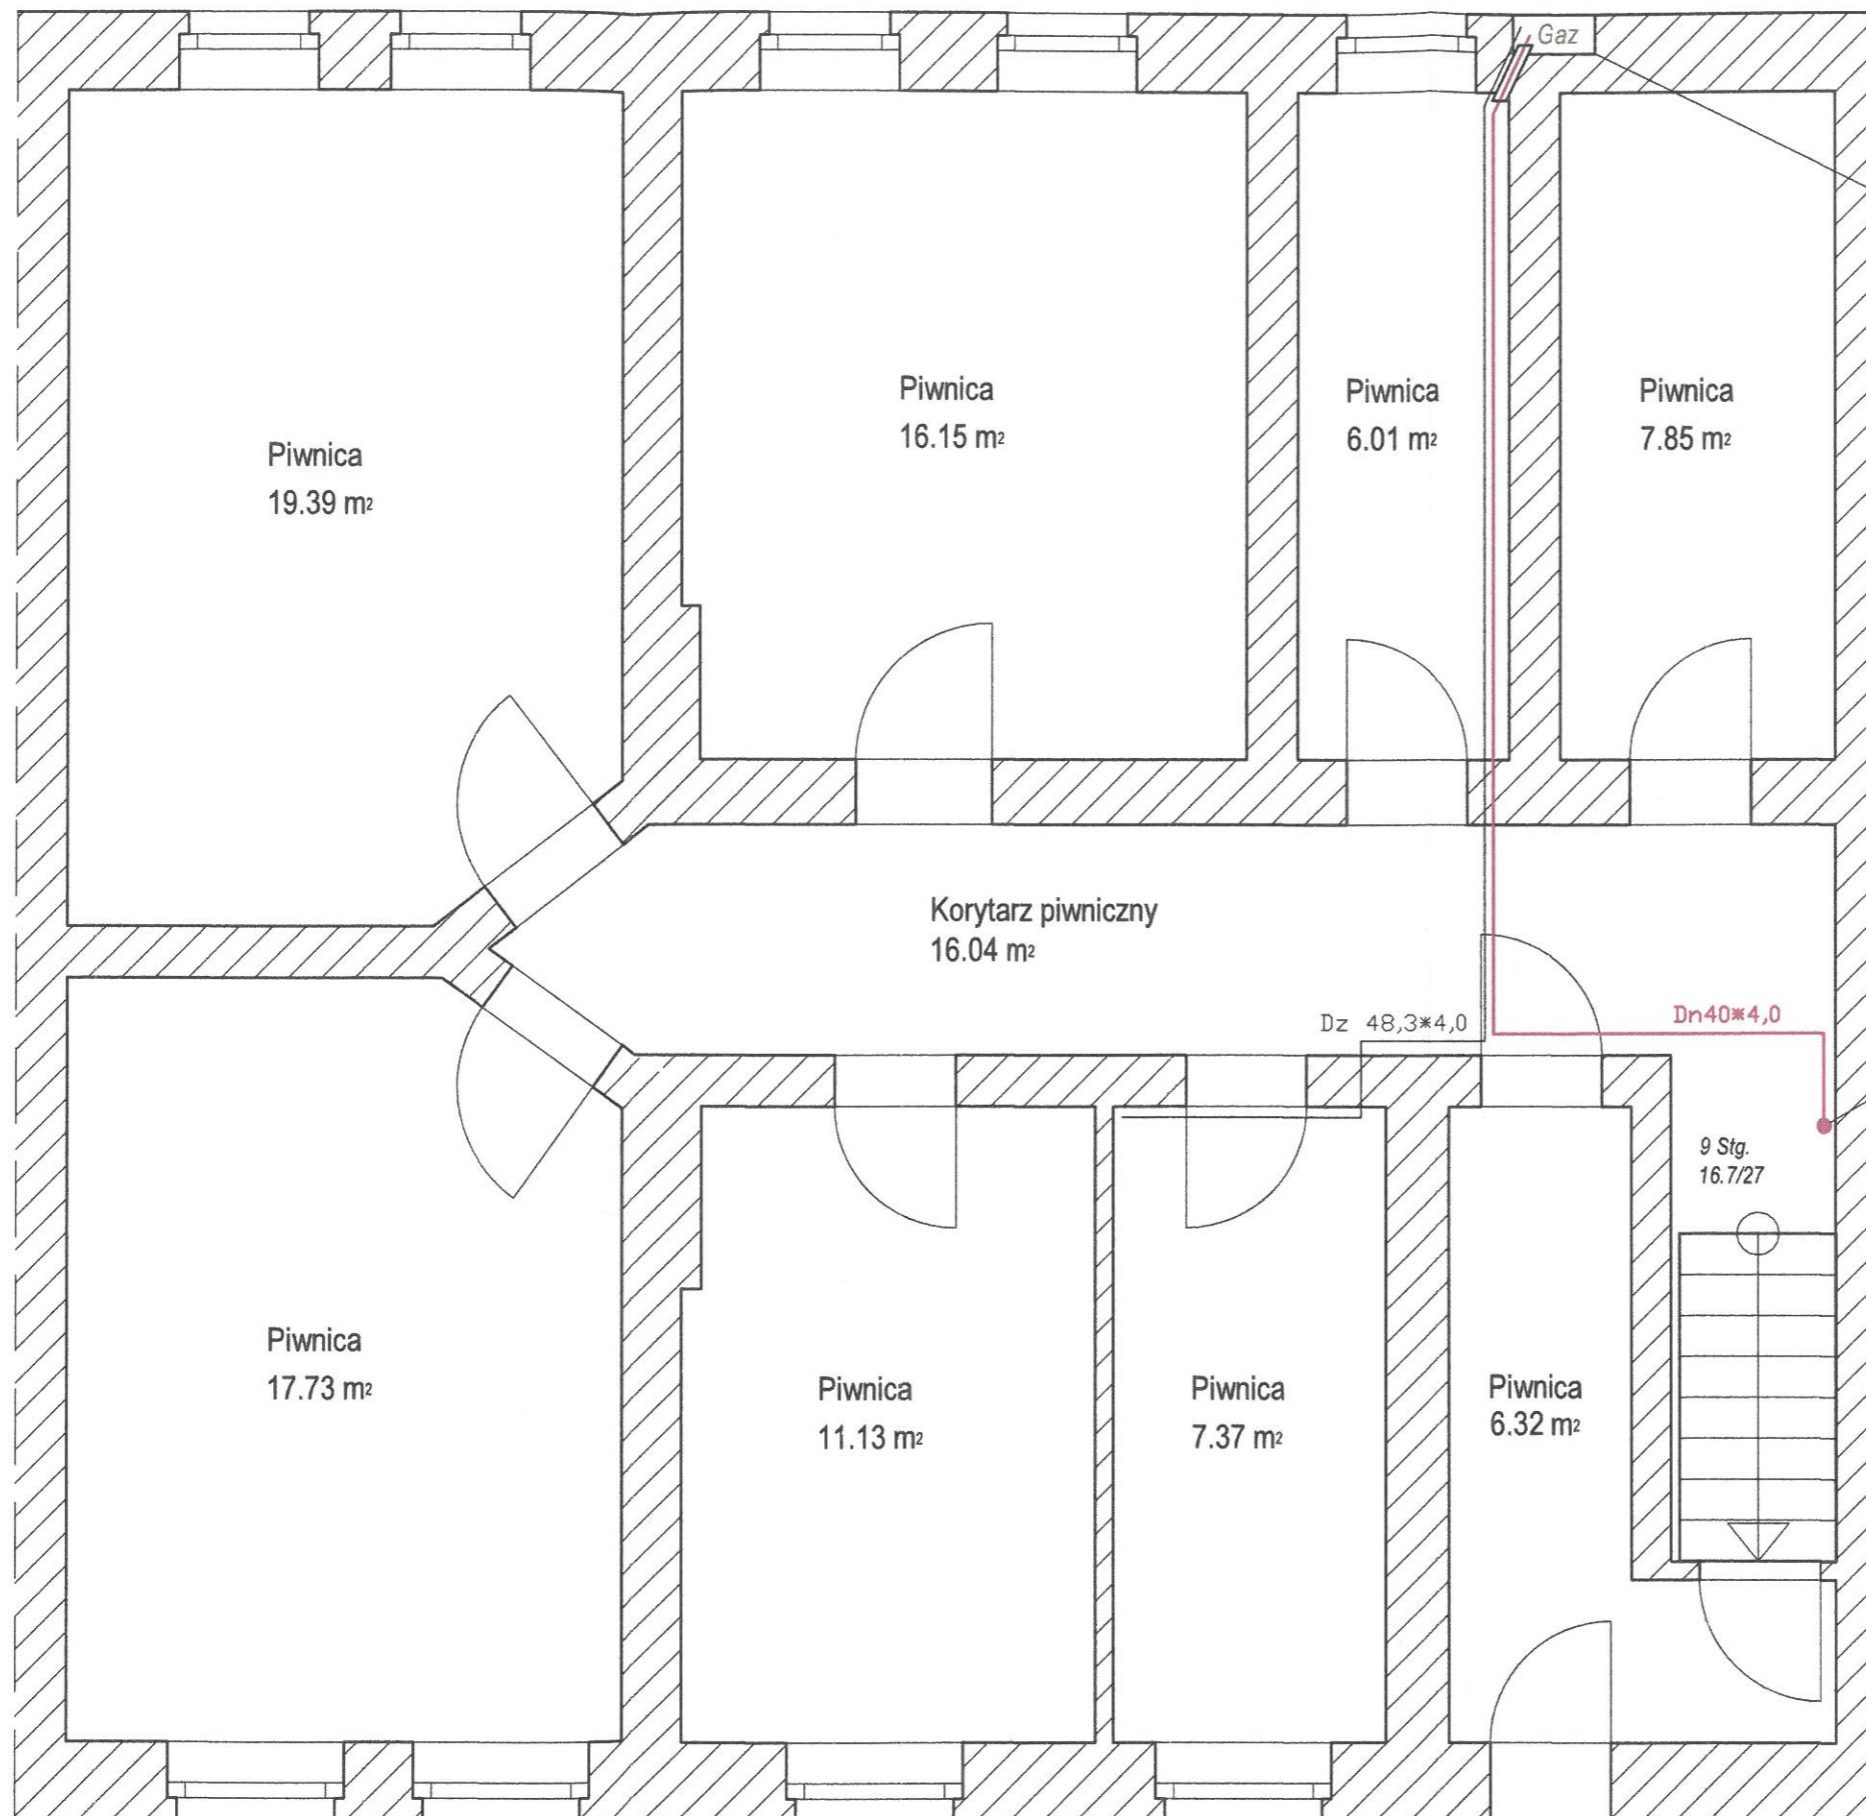 Gaz
Piwnica
16.15 m²
Piwnica
6.01 m²
Piwnica
7.85 m²
Piwnica
19.39 m²
Korytarz piwniczny
16.04 m²
Dz 48,3*4,0
Dn40*4,0
9 Stg.
16.7/27
Piwnica
17.73 m²
Piwnica
11.13 m²
Piwnica
7.37 m²
Piwnica
6.32 m²